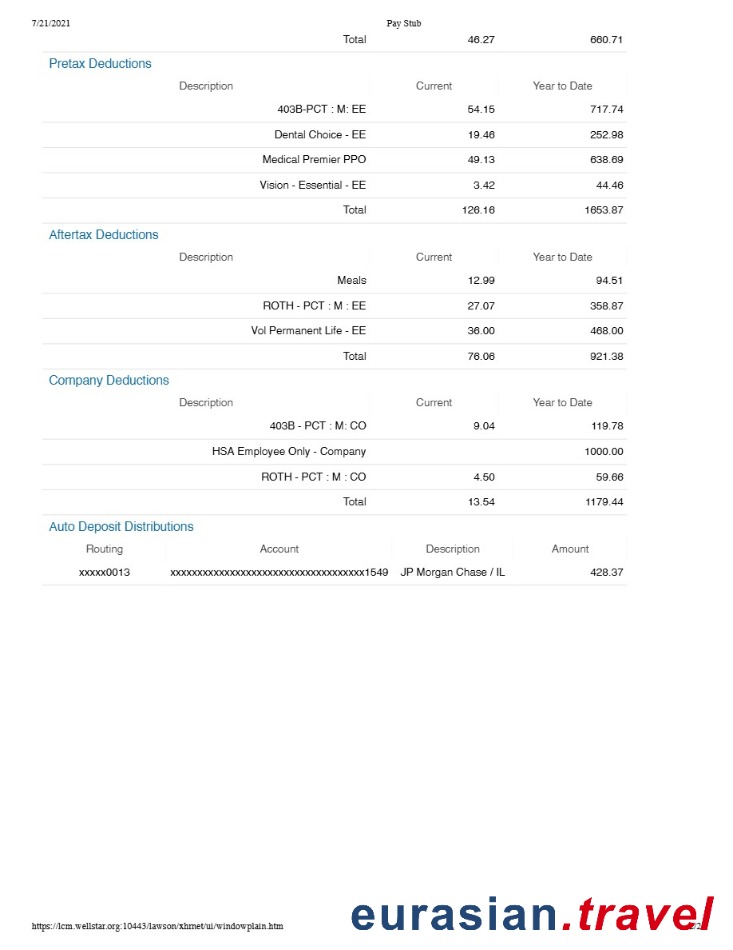 7/21/2021 Pay Stub
Total 46.27 660.71
Pretax Deductions
Description Current Year to Date
403B-PCT : M: EE 54.15 717.74
Dental Choice - EE 19.46 252.98
Medical Premier PPO 49.13 638.69
Vision - Essential - EE 3.42 44.46
Total 126.16 1653.87
Aftertax Deductions
Description Current Year to Date
Meals 12.99 94.51
ROTH - PCT : M : EE 27.07 358.87
Vol Permanent Life - EE 36.00 468.00
Total 76.06 921.38
Company Deductions
Description Current Year to Date
403B - PCT : M: CO 9.04 119.78
HSA Employee Only - Company 1000.00
ROTH - PCT : M : CO 4.50 59.66
Total 13.54 1179.44
Auto Deposit Distributions
Routing Account Description Amount
xxxxx0013 xxxxxxxxxxxxxxxxxxxxxxxxxxxxxxxxxxxx1549 JP Morgan Chase / IL 428.37
https://lcm.wellstar.org:10443/lawson/xhrnet/ui/windowplain.htm
eurasian.travel